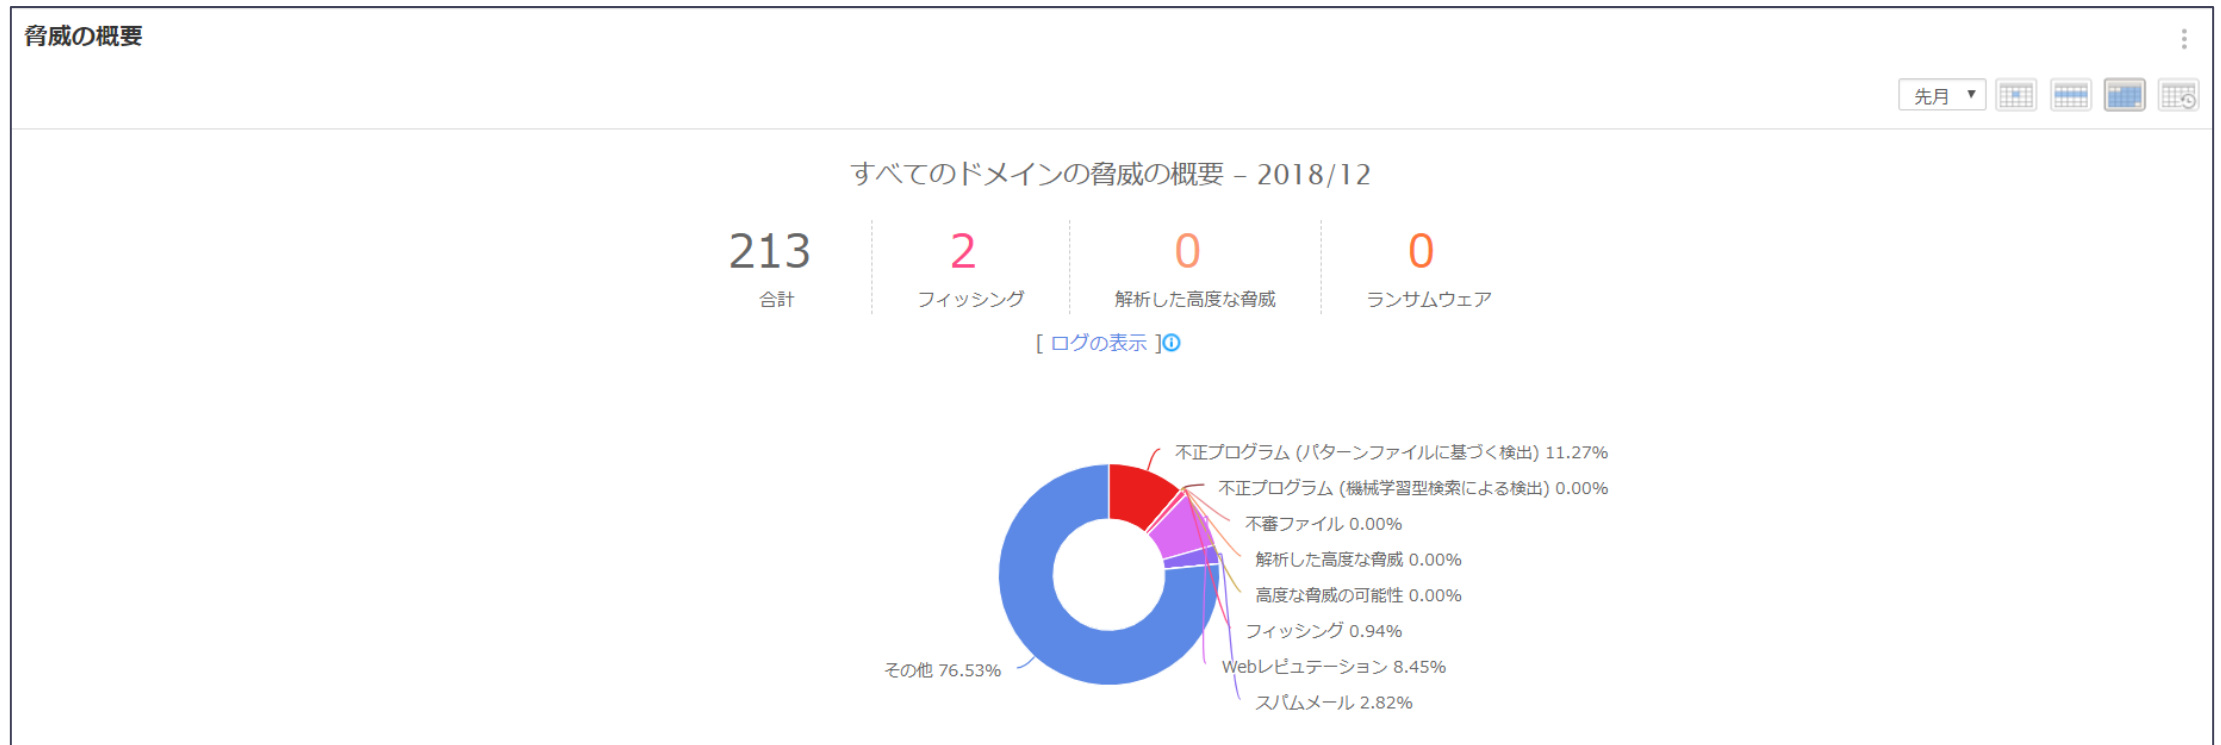 脅威の概要
先月
すべてのドメインの脅威の概要 – 2018/12
213
合計
2
フィッシング
0
解析した高度な脅威
0
ランサムウェア
[ ログの表示 ]
不正プログラム (パターンファイルに基づく検出) 11.27%
不正プログラム (機械学習型検索による検出) 0.00%
不審ファイル 0.00%
解析した高度な脅威 0.00%
高度な脅威の可能性 0.00%
フィッシング 0.94%
Webレピュテーション 8.45%
その他 76.53%
スパムメール 2.82%